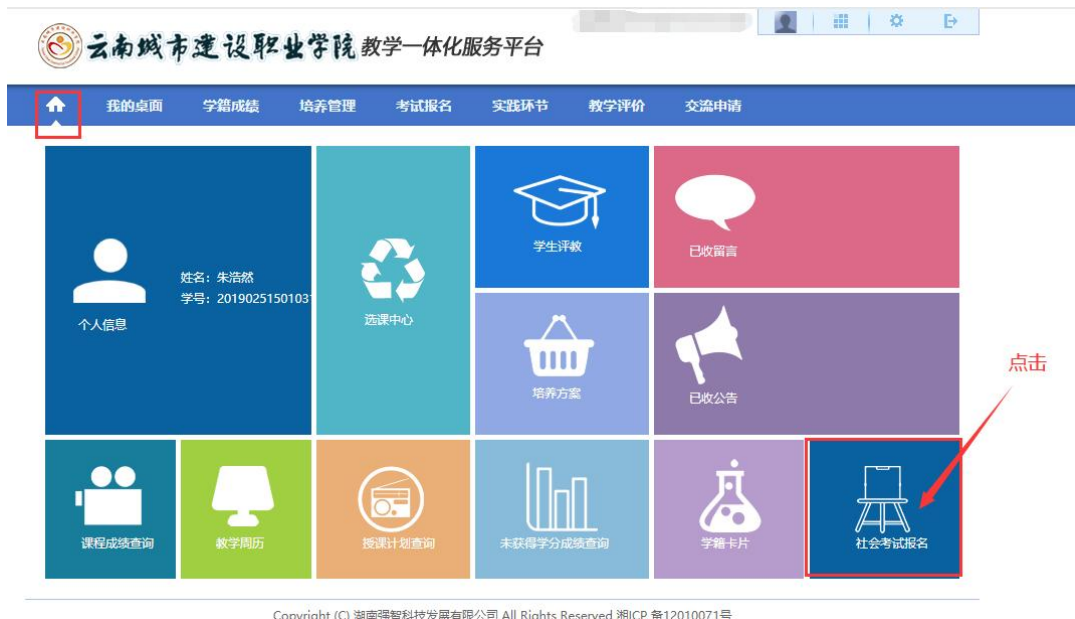 云南城市建设职业学院 教学一体化服务平台
我的桌面 学籍成绩 培养管理 考试报名 实践环节 教学评价 交流申请
姓名：朱浩然
学号：2019025150103
个人信息
选课中心
学生评教
已收留言
培养方案
已收公告
点击
课程成绩查询
教学周历
授课计划查询
未获得学分成绩查询
学籍卡片
社会考试报名
Copyright (C) 湖南强智科技发展有限公司 All Rights Reserved 湘ICP 备12010071号